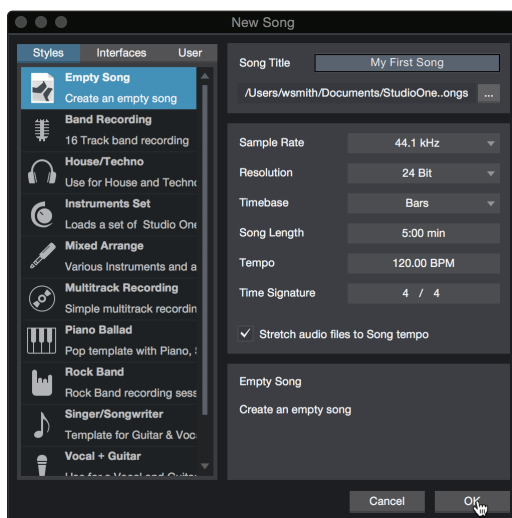 New Song
Styles Interfaces User
Empty Song
Create an empty song
Band Recording
16 Track band recording
House/Techno
Use for House and Techno
Instruments Set
Loads a set of Studio One
Mixed Arrange
Various Instruments and a
Multitrack Recording
Simple multitrack recordin
Piano Ballad
Pop template with Piano,
Rock Band
Rock Band recording sess
Singer/Songwriter
Template for Guitar & Voc
Vocal + Guitar
Song Title My First Song
/Users/wsmith/Documents/StudioOne..ongs ...
Sample Rate 44.1 kHz
Resolution 24 Bit
Timebase Bars
Song Length 5:00 min
Tempo 120.00 BPM
Time Signature 4 / 4
Stretch audio files to Song tempo
Empty Song
Create an empty song
Cancel OK